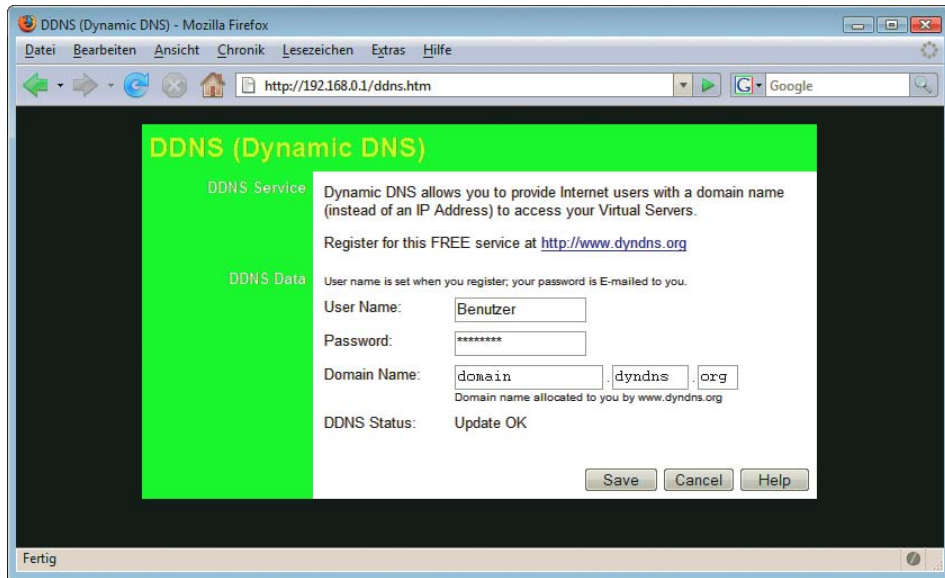 DDNS (Dynamic DNS) - Mozilla Firefox
Datei Bearbeiten Ansicht Chronik Lesezeichen Extras Hilfe
http://192.168.0.1/ddns.htm
G Google
DDNS (Dynamic DNS)
DDNS Service
Dynamic DNS allows you to provide Internet users with a domain name
(instead of an IP Address) to access your Virtual Servers.
Register for this FREE service at http://www.dyndns.org
DDNS Data
User name is set when you register; your password is E-mailed to you.
User Name: Benutzer
Password: ********
Domain Name: domain . dyndns . org
Domain name allocated to you by www.dyndns.org
DDNS Status: Update OK
Save Cancel Help
Fertig